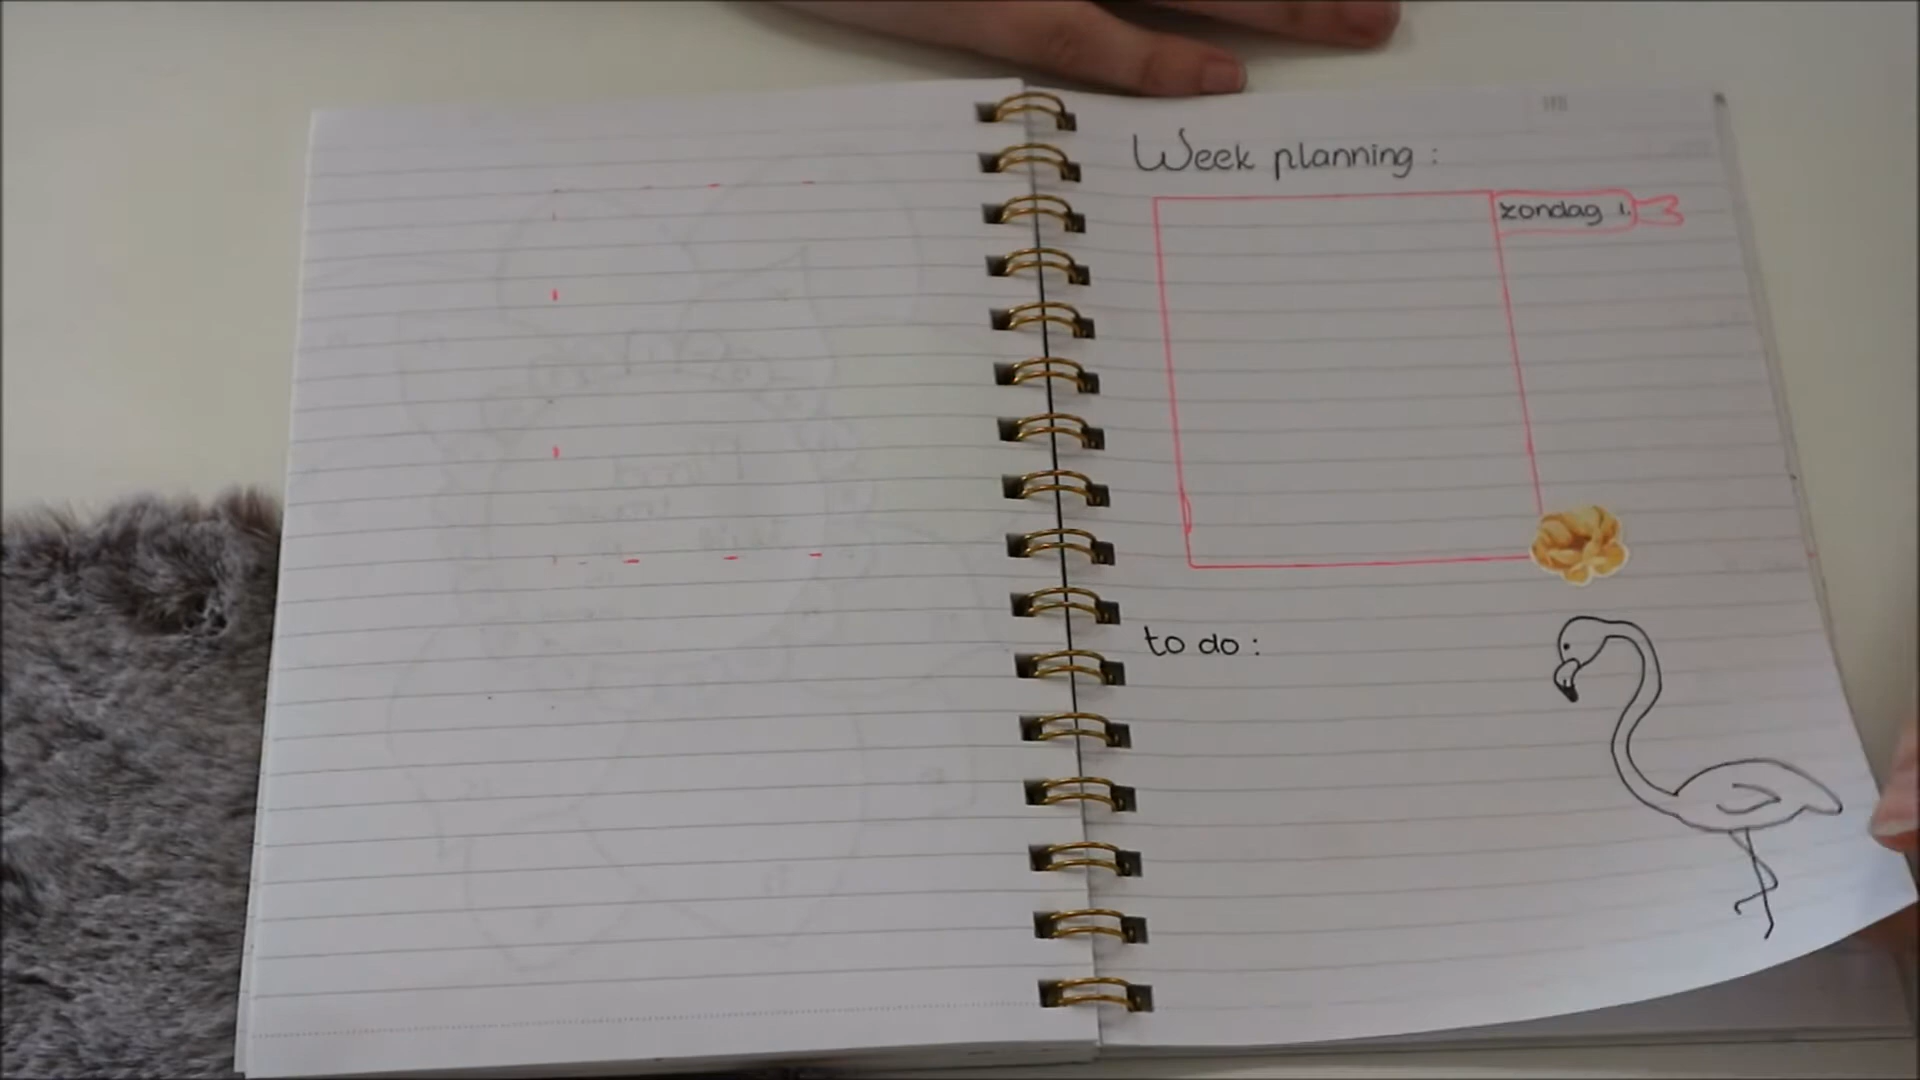 Week planning :
zondag 1.
to do :